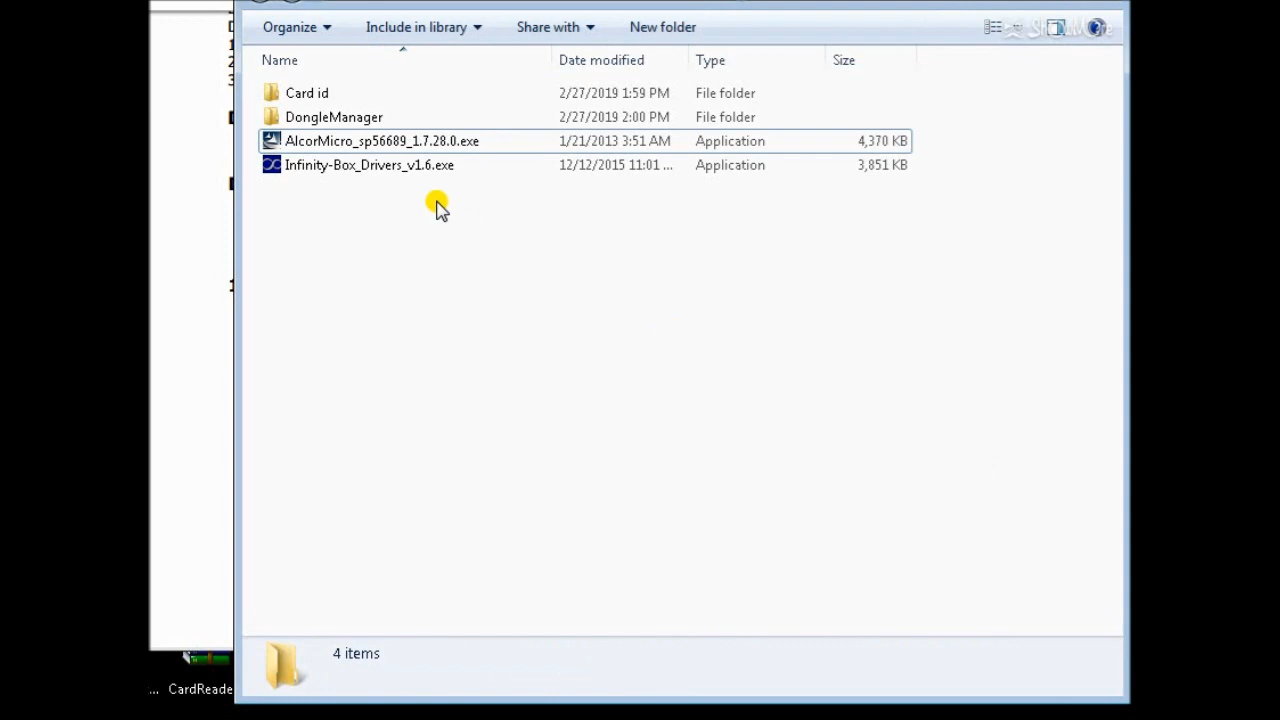 Organize Include in library Share with New folder
Name Date modified Type Size
Card id 2/27/2019 1:59 PM File folder
DongleManager 2/27/2019 2:00 PM File folder
AlcorMicro_sp56689_1.7.28.0.exe 1/21/2013 3:51 AM Application 4,370 KB
Infinity-Box_Drivers_v1.6.exe 12/12/2015 11:01 ... Application 3,851 KB
4 items
... CardReade